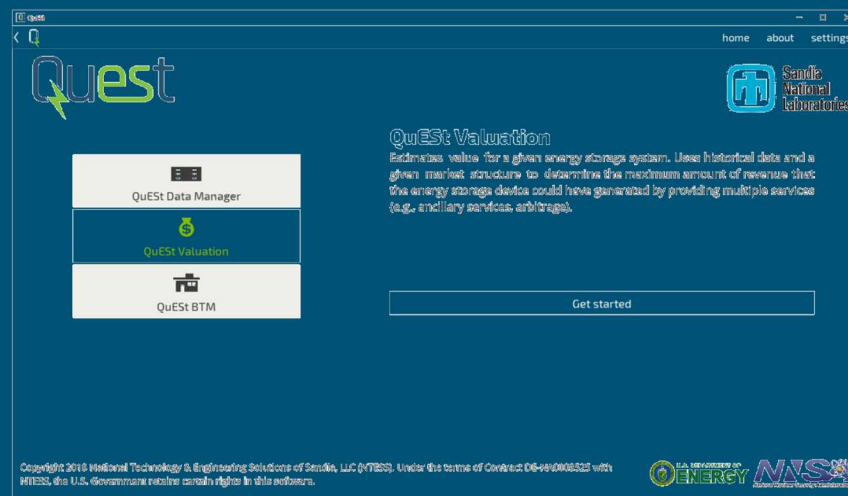 QuESt
home about settings
QuESt
Sandia
National
Laboratories
QuESt Valuation
Estimates value for a given energy storage system. Uses historical data and a
given market structure to determine the maximum amount of revenue that
the energy storage device could have generated by providing multiple services
(e.g., ancillary services, arbitrage).
QuESt Data Manager
QuESt Valuation
QuESt BTM
Get started
Copyright 2018 National Technology & Engineering Solutions of Sandia, LLC (NTESS). Under the terms of Contract DE-NA0003525 with
NTESS, the U.S. Government retains certain rights in this software.
U.S. DEPARTMENT OF
ENERGY
NNSA